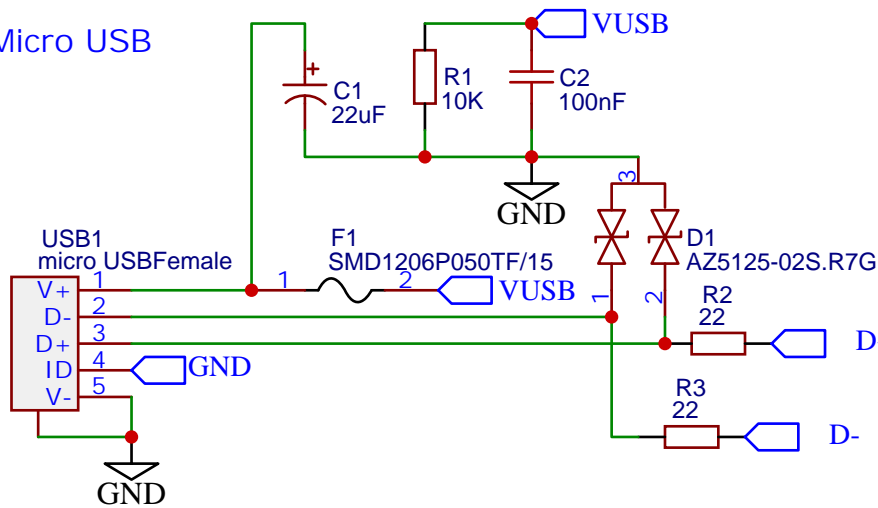 Micro USB
VUSB
C1
22uF
R1
10K
C2
100nF
GND
3
USB1
micro USBFemale
F1
SMD1206P050TF/15
D1
AZ5125-02S.R7G
V+ 1
1 2
VUSB
1 2
R2
22
D- 2
D+ 3
D
ID 4
GND
V- 5
R3
22
D-
GND